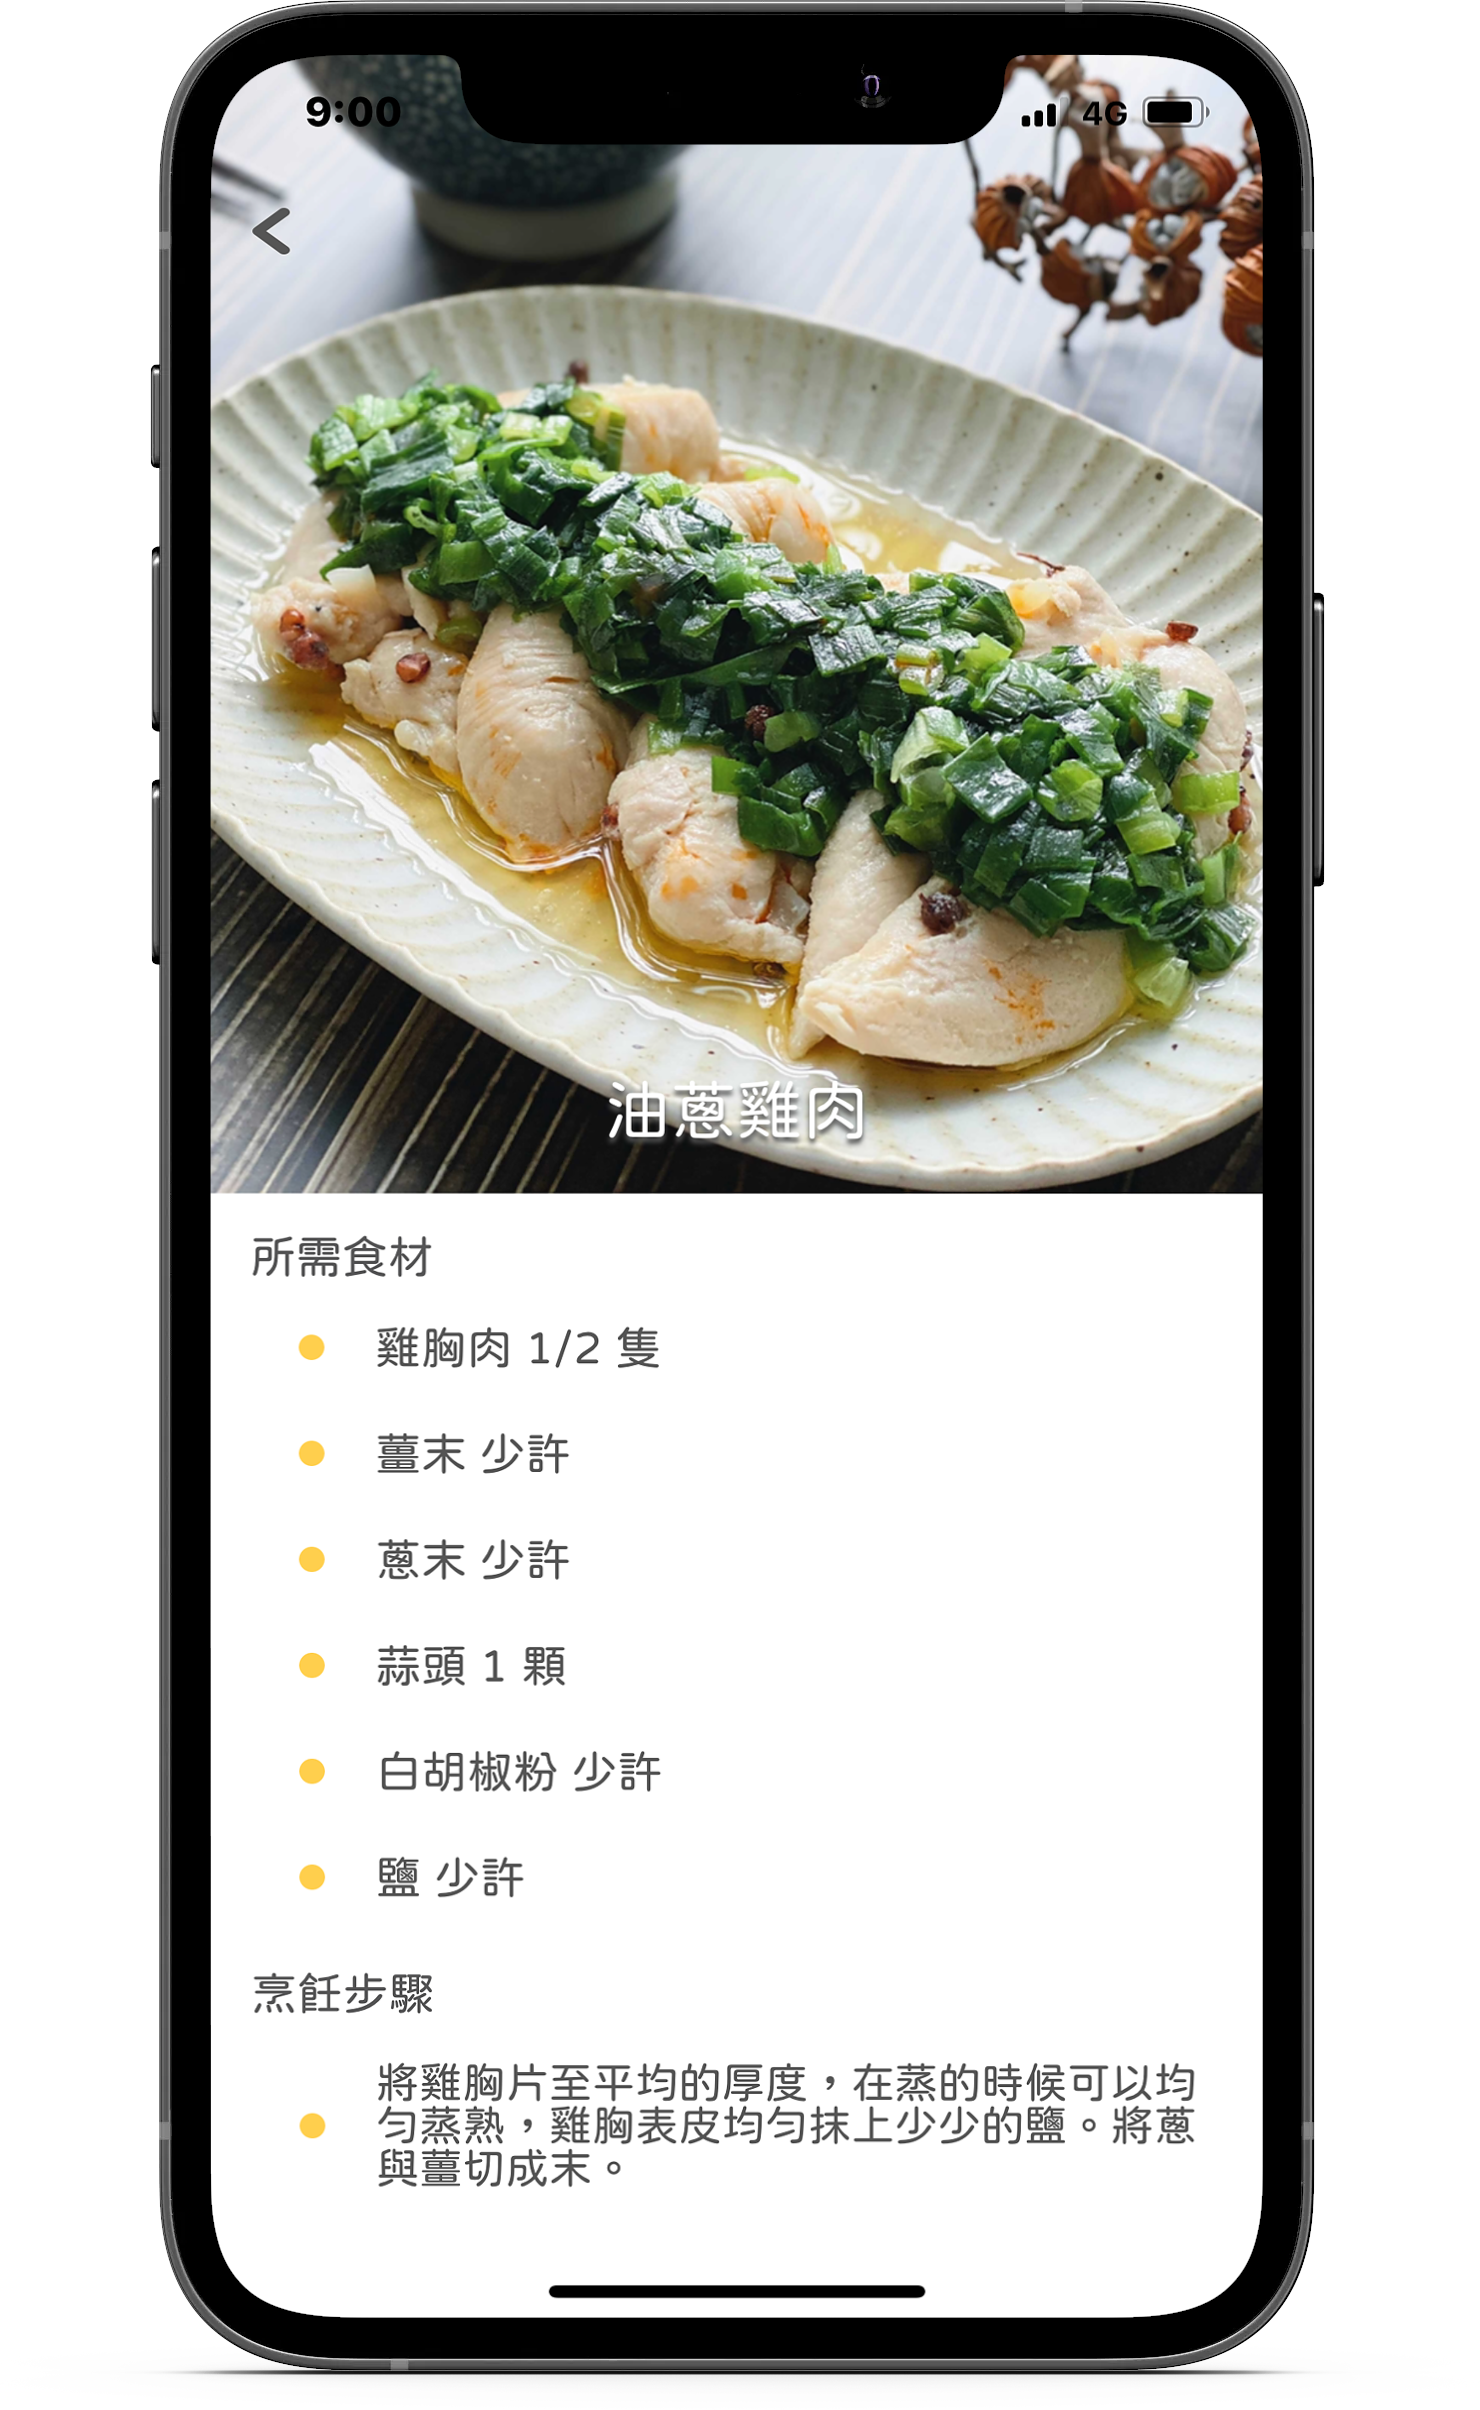 9:00 4G
油蔥雞肉
所需食材
雞胸肉 1/2 隻
薑末 少許
蔥末 少許
蒜頭 1 顆
白胡椒粉 少許
鹽 少許
烹飪步驟
將雞胸片至平均的厚度，在蒸的時候可以均
勻蒸熟，雞胸表皮均勻抹上少少的鹽。將蔥
與薑切成末。